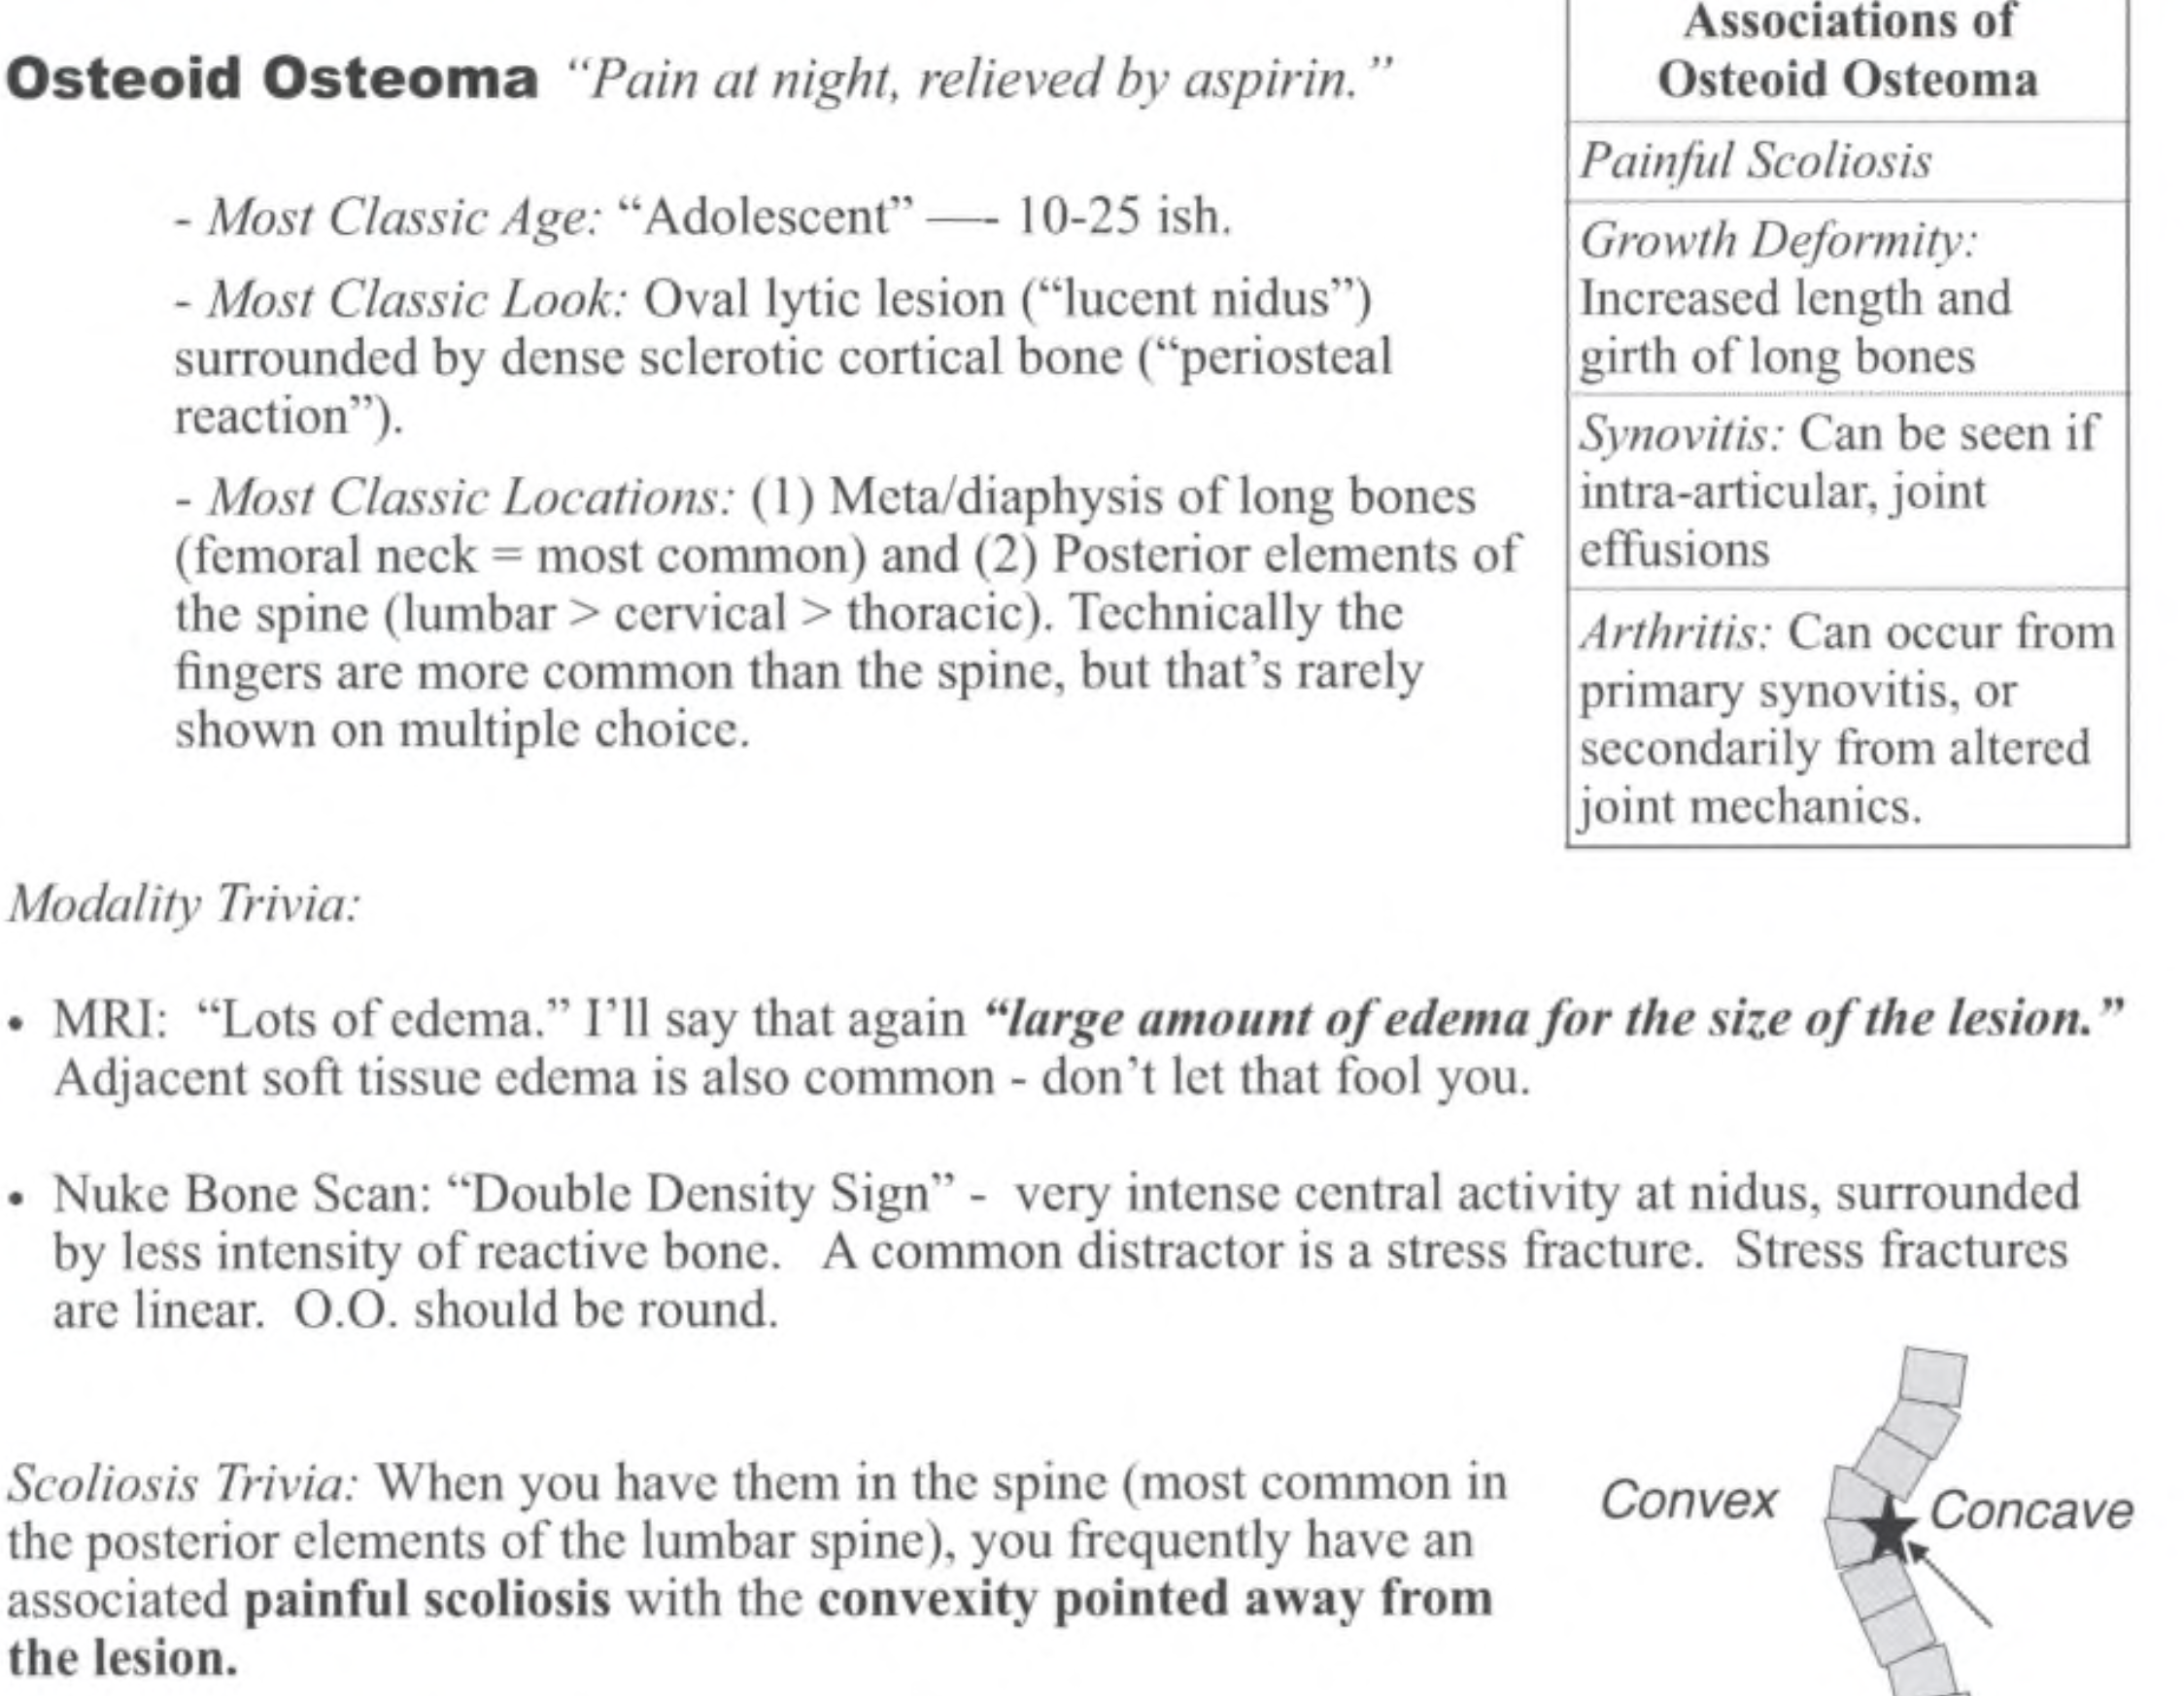 Osteoid Osteoma “Pain at night, relieved by aspirin.”
- Most Classic Age: “Adolescent” —- 10-25 ish.
- Most Classic Look: Oval lytic lesion (“lucent nidus”)
surrounded by dense sclerotic cortical bone (“periosteal
reaction”).
- Most Classic Locations: (1) Meta/diaphysis of long bones
(femoral neck = most common) and (2) Posterior elements of
the spine (lumbar > cervical > thoracic). Technically the
fingers are more common than the spine, but that’s rarely
shown on multiple choice.
Associations of
Osteoid Osteoma
Painful Scoliosis
Growth Deformity:
Increased length and
girth of long bones
Synovitis: Can be seen if
intra-articular, joint
effusions
Arthritis: Can occur from
primary synovitis, or
secondarily from altered
joint mechanics.
Modality Trivia:
• MRI: “Lots of edema.” I’ll say that again “large amount of edema for the size of the lesion.”
Adjacent soft tissue edema is also common - don’t let that fool you.
• Nuke Bone Scan: “Double Density Sign” - very intense central activity at nidus, surrounded
by less intensity of reactive bone. A common distractor is a stress fracture. Stress fractures
are linear. O.O. should be round.
Scoliosis Trivia: When you have them in the spine (most common in
the posterior elements of the lumbar spine), you frequently have an
associated painful scoliosis with the convexity pointed away from
the lesion.
Convex
Concave